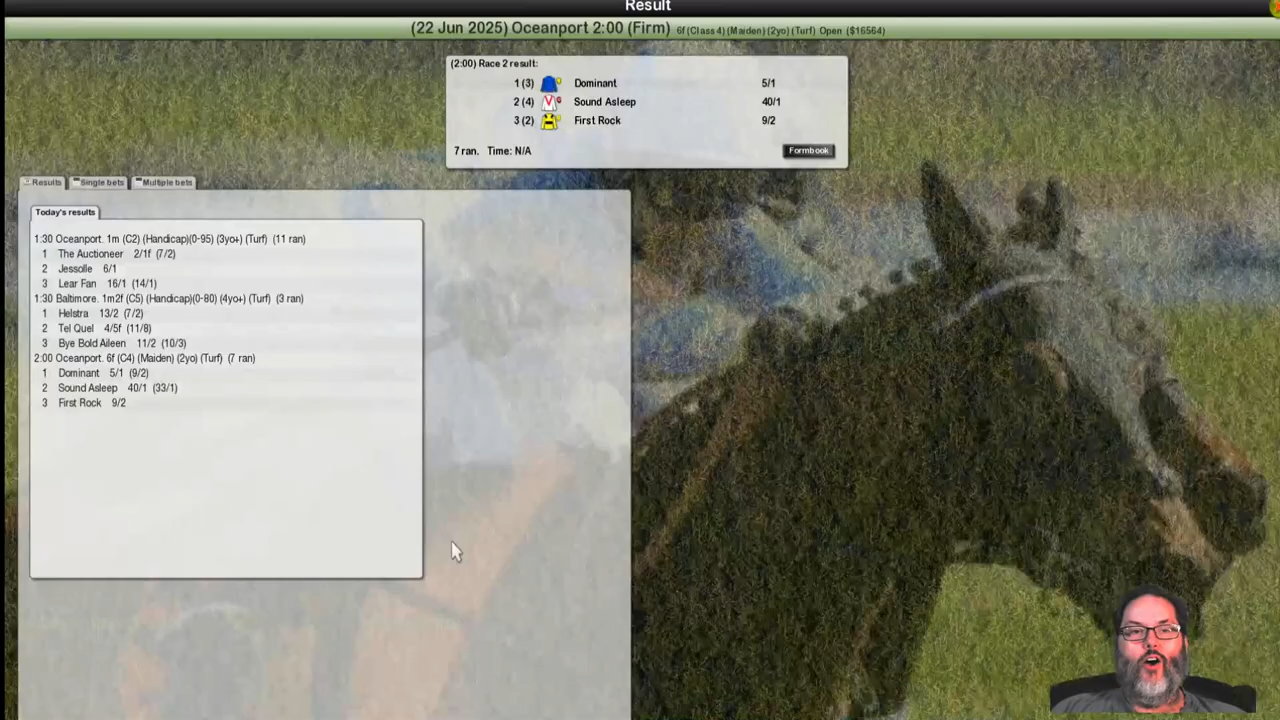 Result
(22 Jun 2025) Oceanport 2:00 (Firm) 6f (Class 4) (Maiden) (2yo) (Turf) Open ($16564)
(2:00) Race 2 result:
1 (3) Dominant 5/1
2 (4) Sound Asleep 40/1
3 (2) First Rock 9/2
7 ran. Time: N/A Formbook
Results Single bets Multiple bets
Today's results
1:30 Oceanport. 1m (C2) (Handicap)(0-95) (3yo+) (Turf) (11 ran)
1 The Auctioneer 2/1f (7/2)
2 Jessolle 6/1
3 Lear Fan 16/1 (14/1)
1:30 Baltimore. 1m2f (C5) (Handicap)(0-80) (4yo+) (Turf) (3 ran)
1 Helstra 13/2 (7/2)
2 Tel Quel 4/5f (11/8)
3 Bye Bold Aileen 11/2 (10/3)
2:00 Oceanport. 6f (C4) (Maiden) (2yo) (Turf) (7 ran)
1 Dominant 5/1 (9/2)
2 Sound Asleep 40/1 (33/1)
3 First Rock 9/2